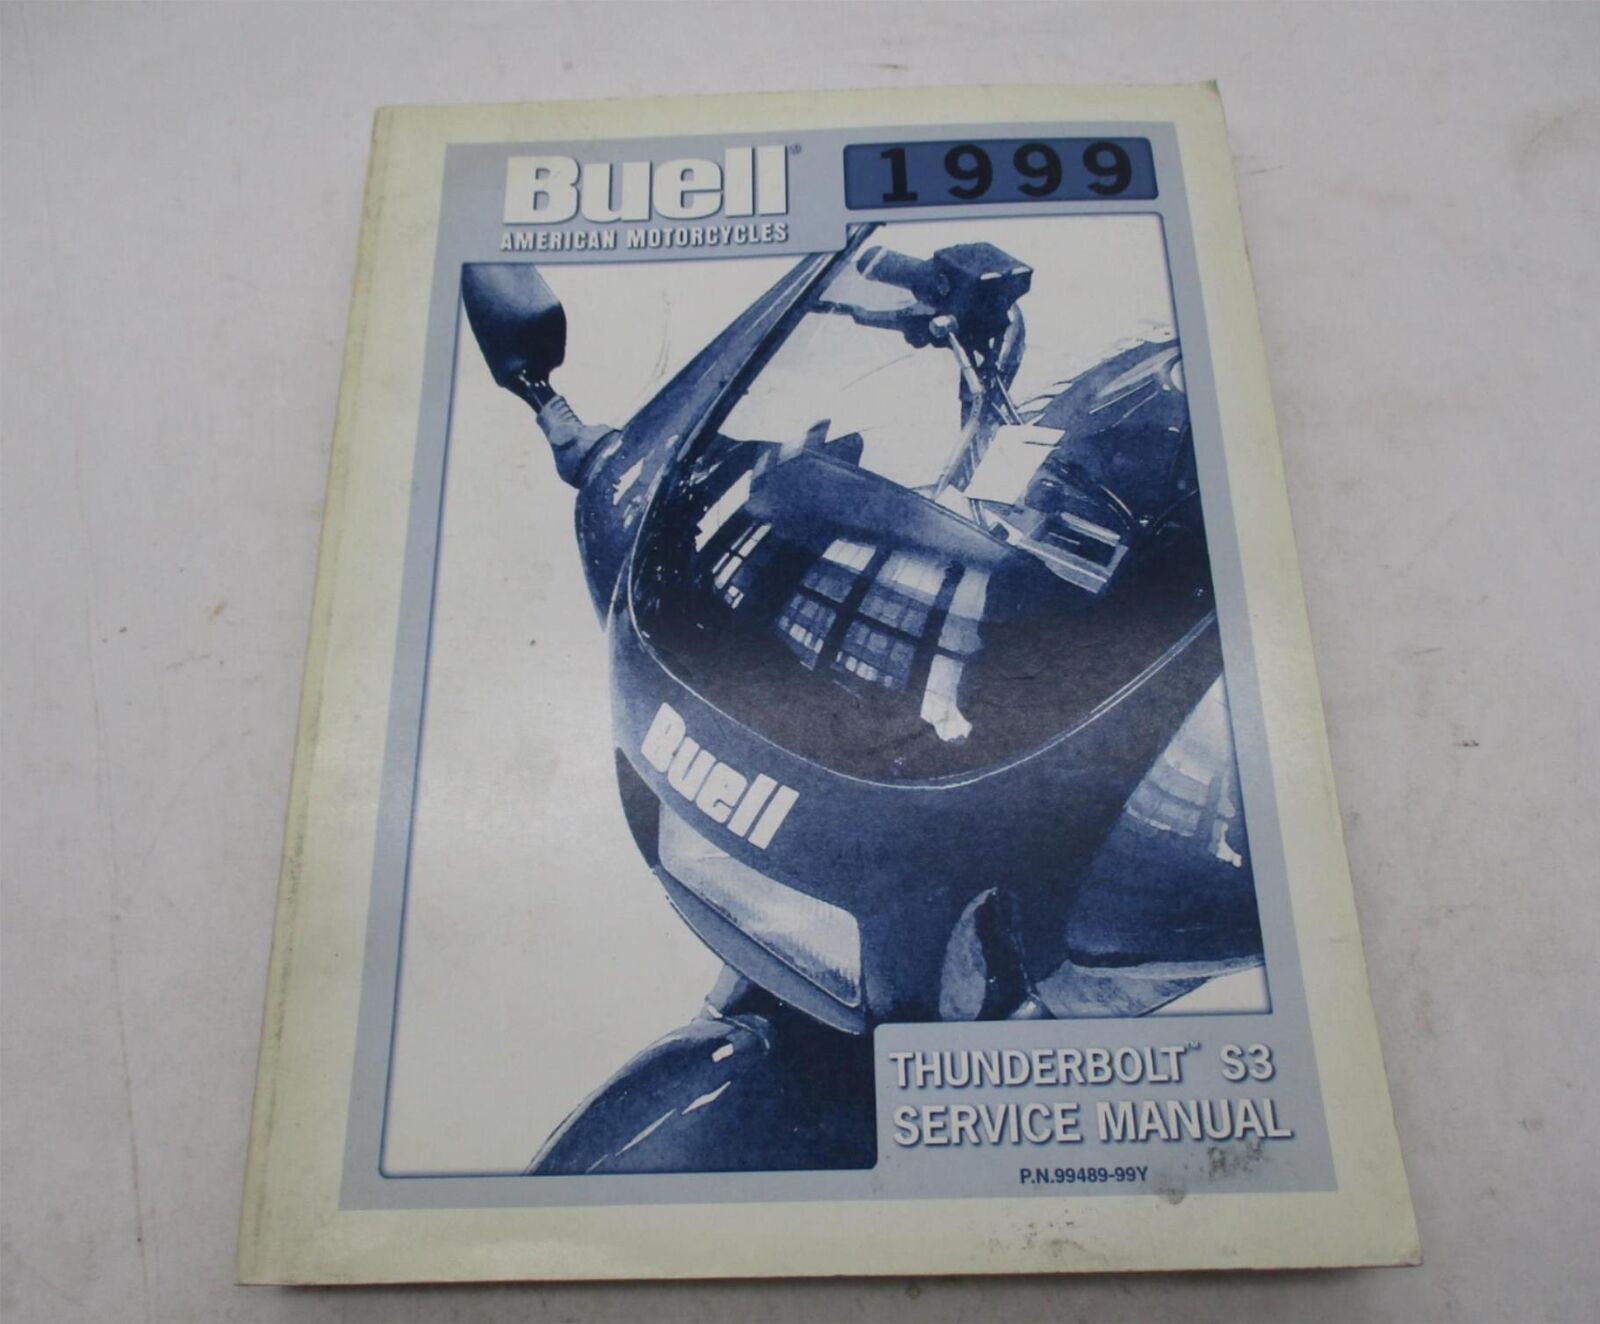 Buell®
AMERICAN MOTORCYCLES
1999
Buell
THUNDERBOLT™ S3
SERVICE MANUAL
P.N.99489-99Y